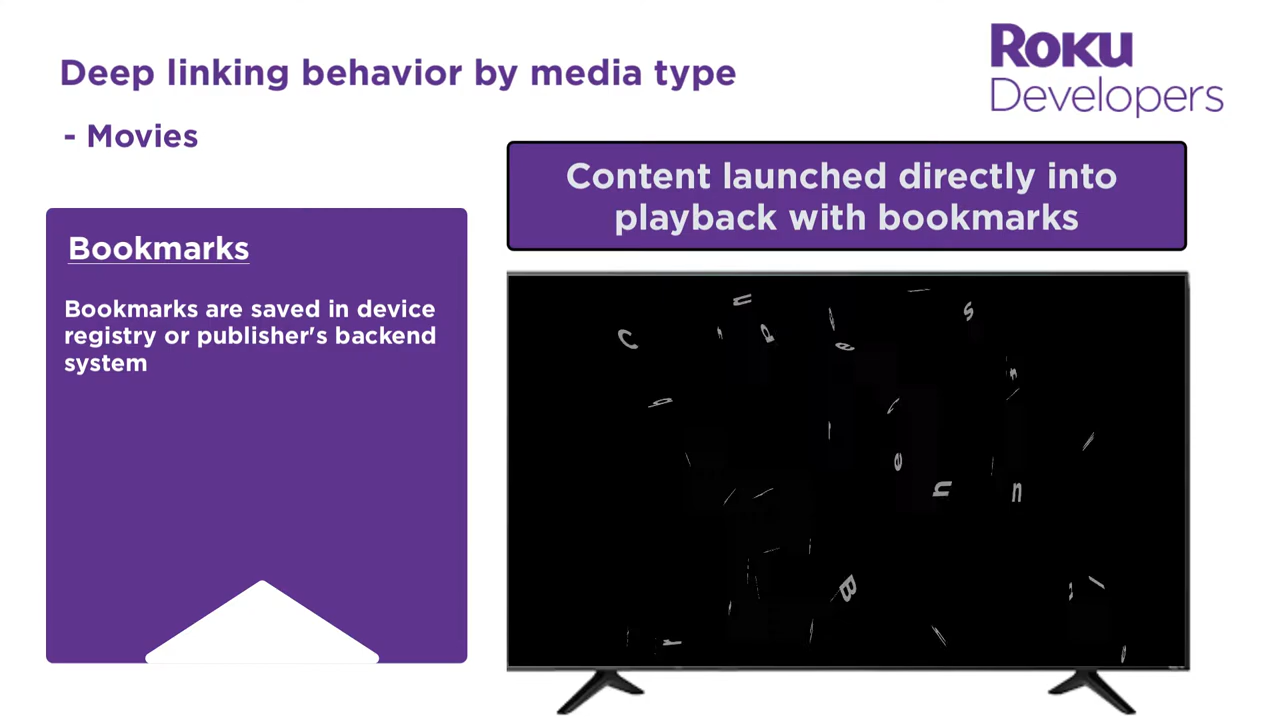 Deep linking behavior by media type
Roku
Developers
- Movies
Content launched directly into
playback with bookmarks
Bookmarks
Bookmarks are saved in device
registry or publisher's backend
system